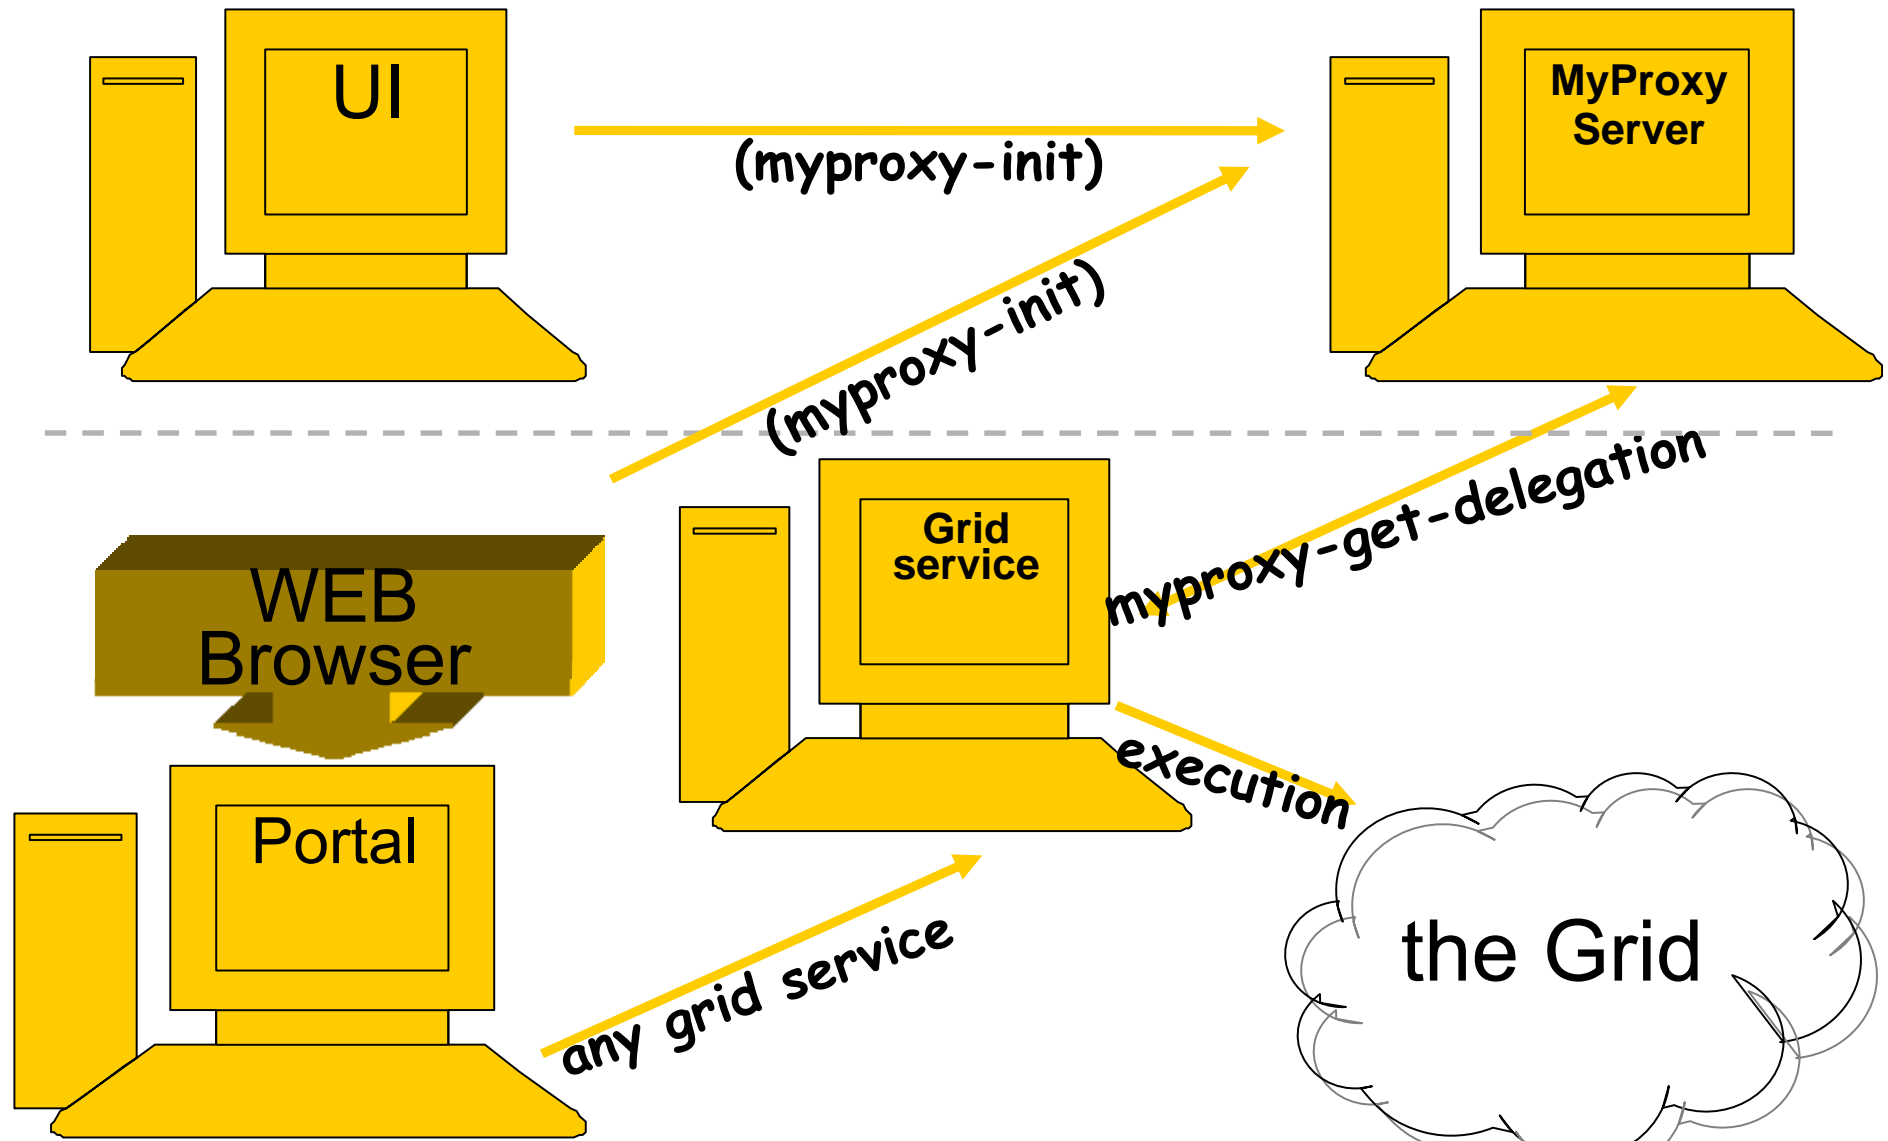 UI
MyProxy
Server
(myproxy-init)
(myproxy-init)
myproxy-get-delegation
Grid
service
WEB
Browser
execution
Portal
any grid service
the Grid